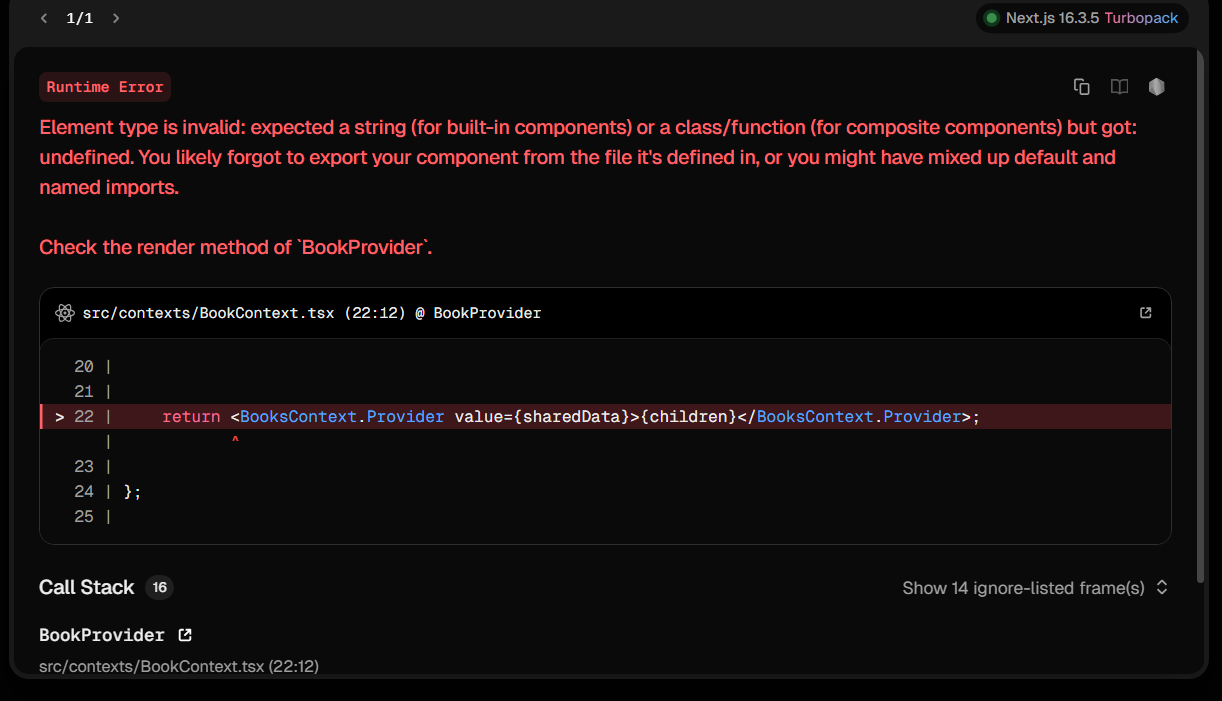 1/1
Next.js 16.3.5 Turbopack
Runtime Error
Element type is invalid: expected a string (for built-in components) or a class/function (for composite components) but got:
undefined. You likely forgot to export your component from the file it's defined in, or you might have mixed up default and
named imports.
Check the render method of `BookProvider`.
src/contexts/BookContext.tsx (22:12) @ BookProvider
20 |
21 |
> 22 |     return <BooksContext.Provider value={sharedData}>{children}</BooksContext.Provider>;
|            ^
23 |
24 | };
25 |
Call Stack 16
Show 14 ignore-listed frame(s)
BookProvider
src/contexts/BookContext.tsx (22:12)